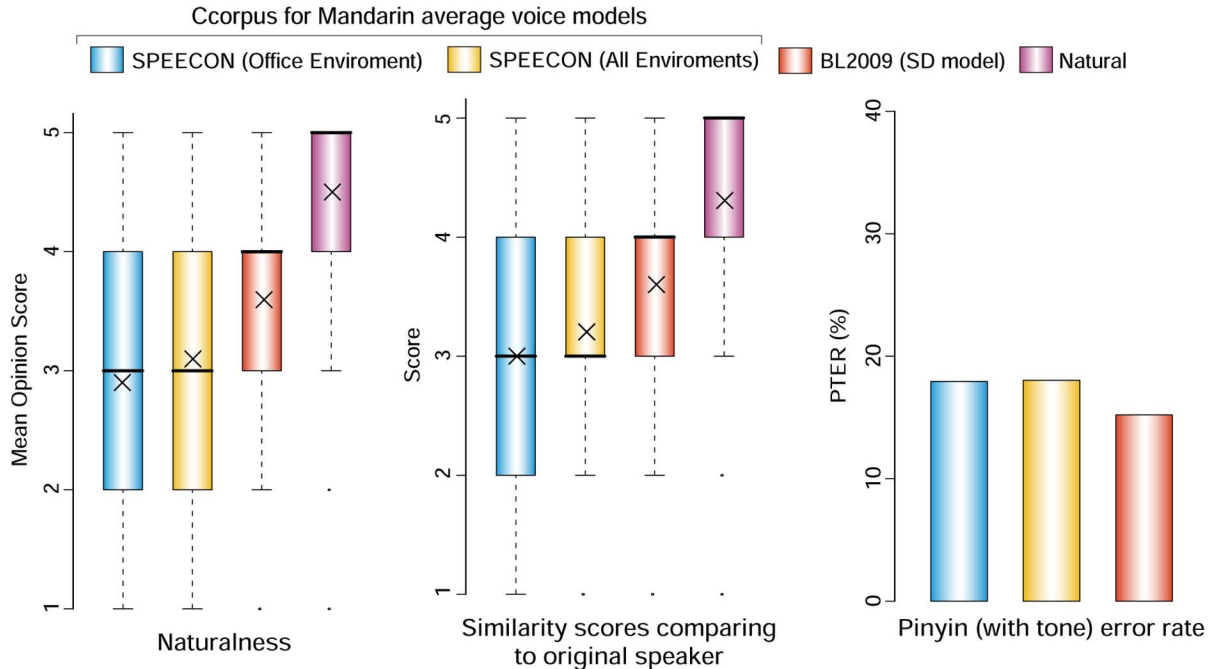 Ccorpus for Mandarin average voice models
SPEECON (Office Enviroment)
SPEECON (All Enviroments)
BL2009 (SD model)
Natural
Mean Opinion Score
5
4
3
2
1
Naturalness
Score
5
4
3
2
1
Similarity scores comparing
to original speaker
PTER (%)
40
30
20
10
0
Pinyin (with tone) error rate